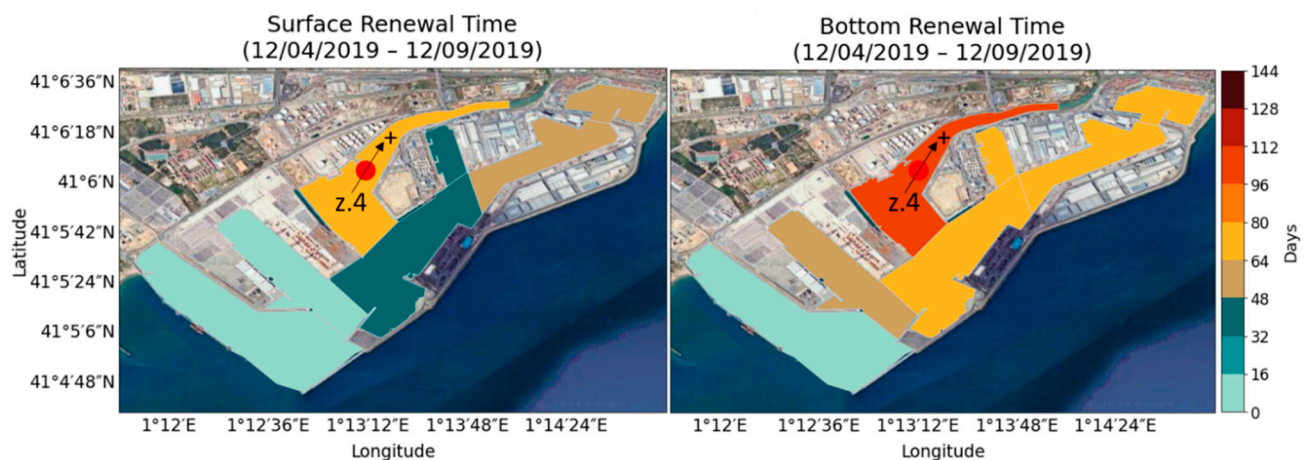 Surface Renewal Time
(12/04/2019 – 12/09/2019)
Bottom Renewal Time
(12/04/2019 – 12/09/2019)
41°6′36″N
41°6′18″N
41°6′N
41°5′42″N
41°5′24″N
41°5′6″N
41°4′48″N
Latitude
+
z.4
+
z.4
144
128
112
96
80
64
48
32
16
0
Days
1°12′E 1°12′36″E 1°13′12″E 1°13′48″E 1°14′24″E
Longitude
1°12′E 1°12′36″E 1°13′12″E 1°13′48″E 1°14′24″E
Longitude